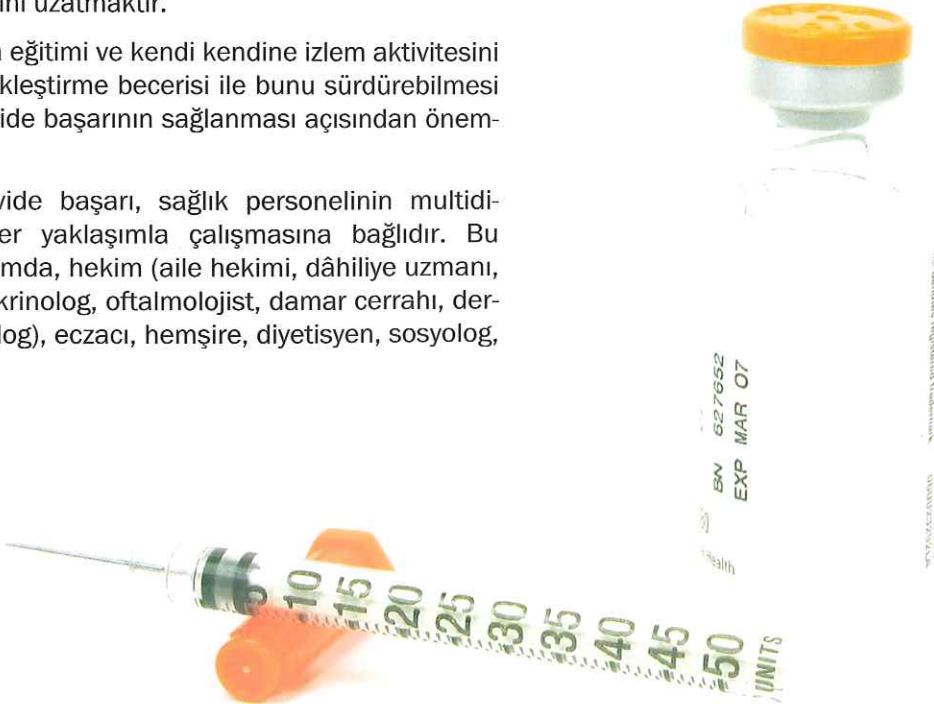 ini uzatmaktır.
eğitimi ve kendi kendine izlem aktivitesini
kleştirme becerisi ile bunu sürdürebilmesi
ide başarının sağlanması açısından önem-
vide başarı, sağlık personelinin multidi-
er yaklaşımla çalışmasına bağlıdır. Bu
mda, hekim (aile hekimi, dâhiliye uzmanı,
krinolog, oftalmolojist, damar cerrahı, der-
log), eczacı, hemşire, diyetisyen, sosyolog,
BN 627652
EXP MAR 07
Health
5 10 15 20 25 30 35 40 45 50 UNITS